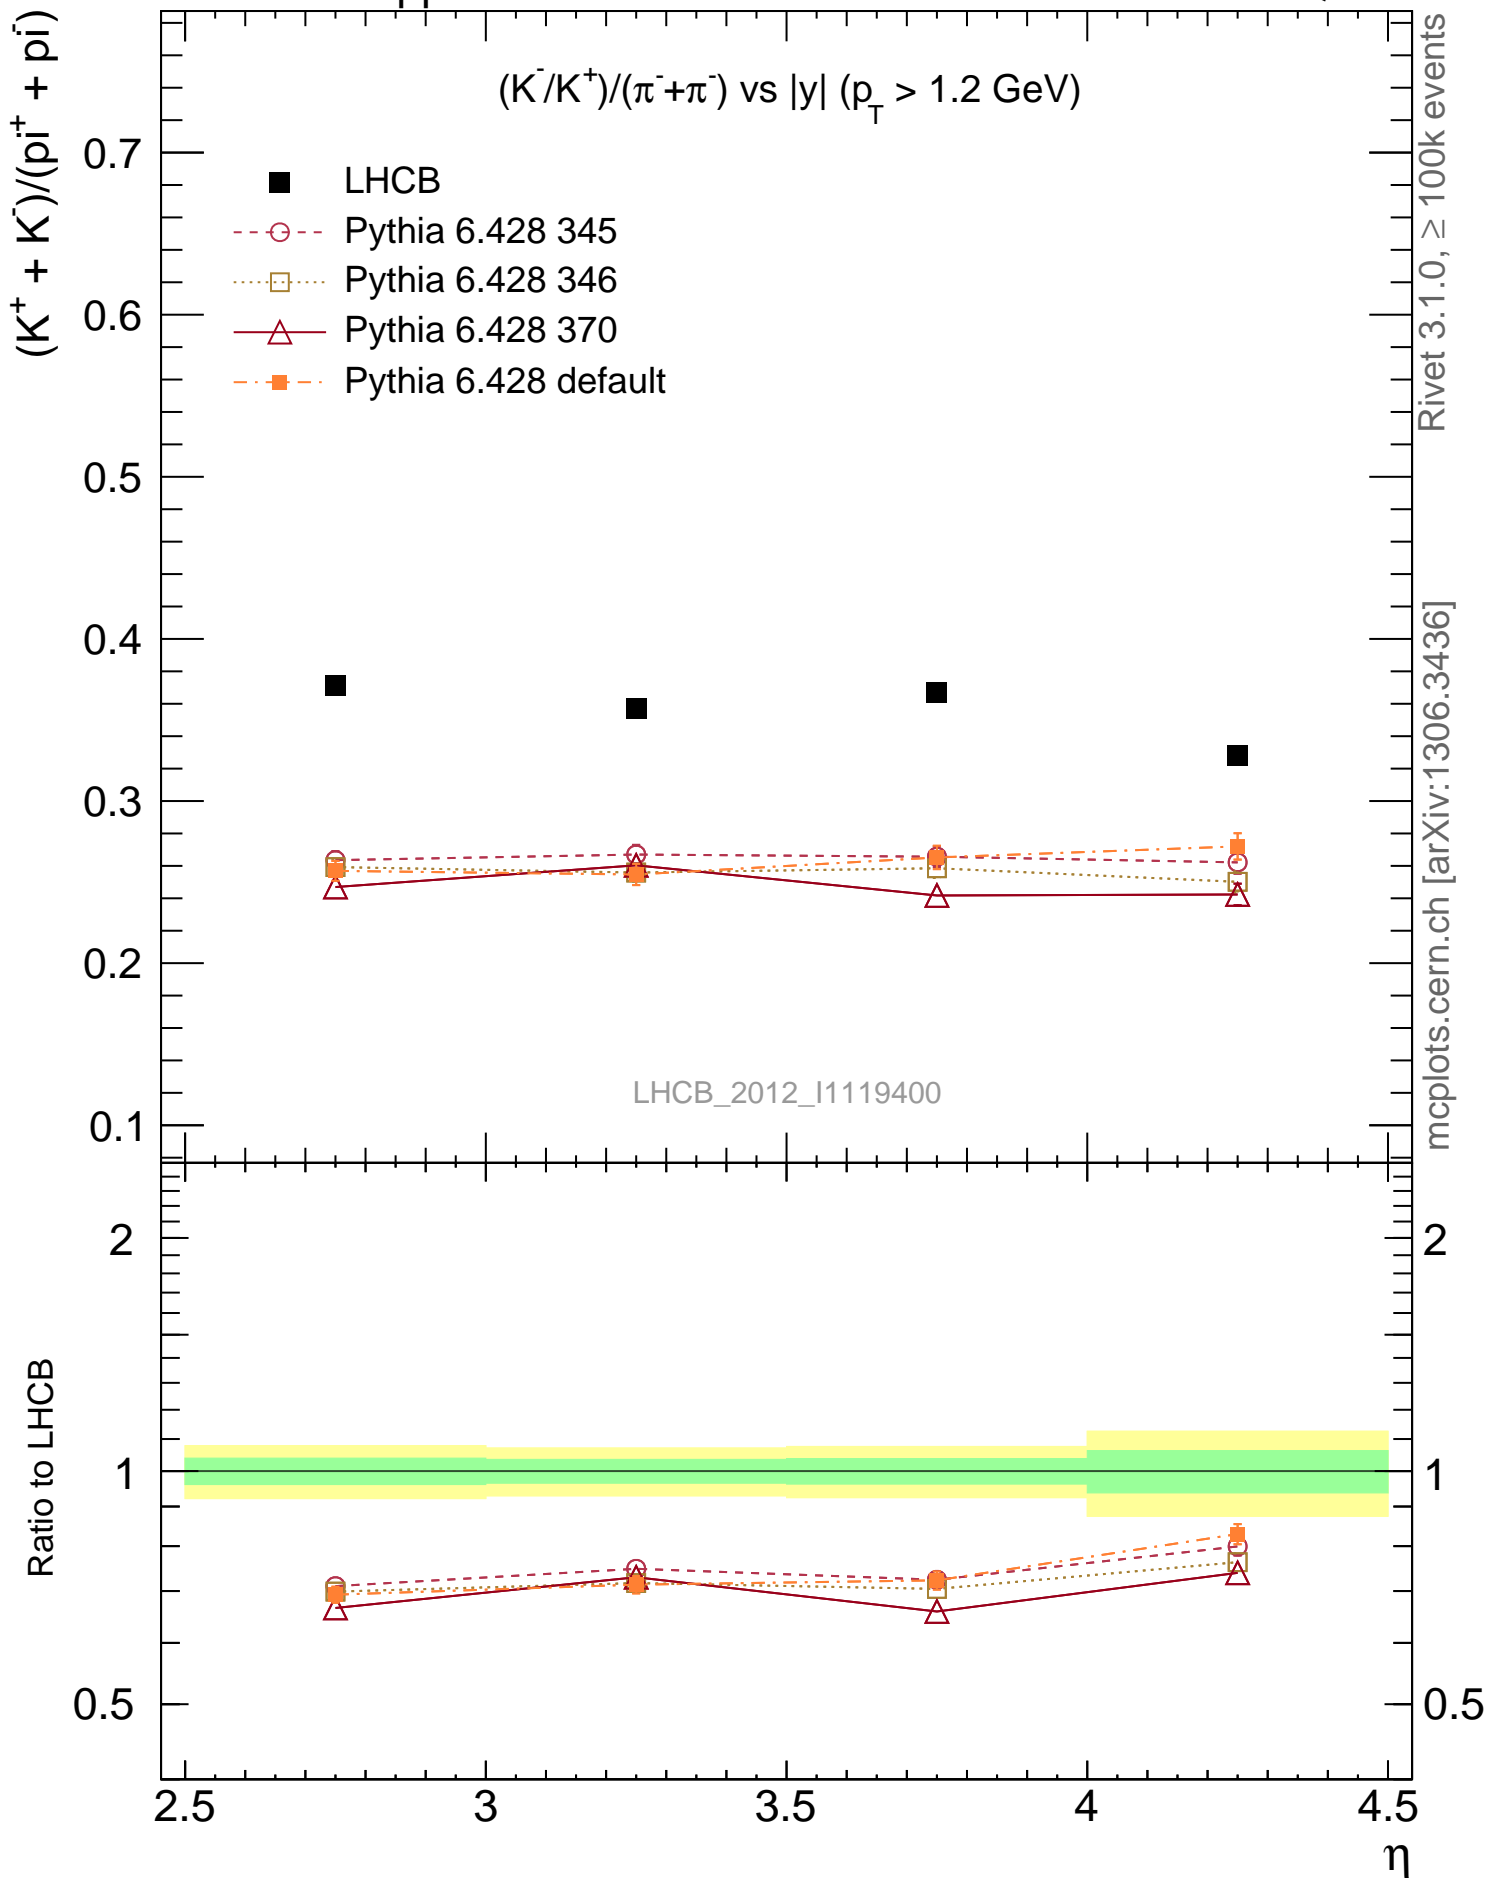 pp
(K⁻/K⁺)/(π⁻+π⁻) vs |y| (p_T > 1.2 GeV)
(K⁺ + K⁻)/(pi⁺ + pi⁻)
LHCB
Pythia 6.428 345
Pythia 6.428 346
Pythia 6.428 370
Pythia 6.428 default
0.7
0.6
0.5
0.4
0.3
0.2
0.1
LHCB_2012_I1119400
Rivet 3.1.0, ≥ 100k events
mcplots.cern.ch [arXiv:1306.3436]
Ratio to LHCB
2
1
0.5
2
1
0.5
2.5 3 3.5 4 4.5
η